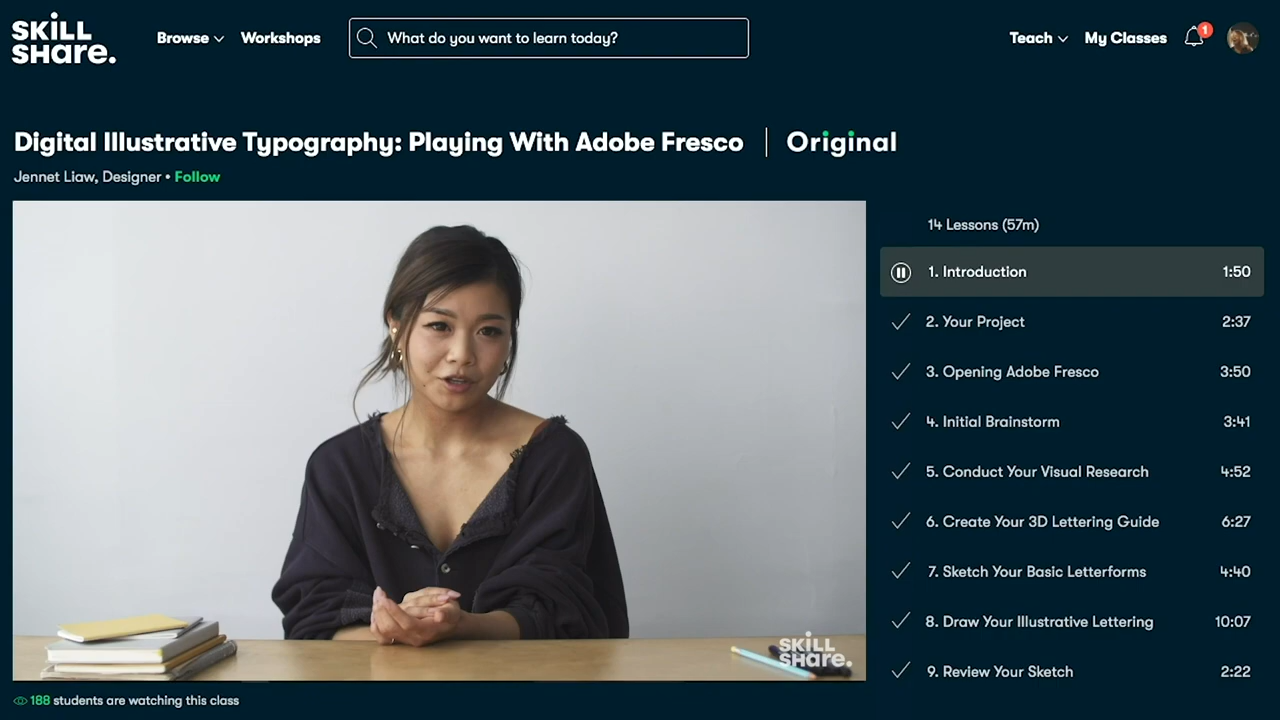 SKILL
SHare.
Browse
Workshops
What do you want to learn today?
Teach
My Classes
1
Digital Illustrative Typography: Playing With Adobe Fresco | Original
Jennet Liaw, Designer • Follow
14 Lessons (57m)
1. Introduction 1:50
2. Your Project 2:37
3. Opening Adobe Fresco 3:50
4. Initial Brainstorm 3:41
5. Conduct Your Visual Research 4:52
6. Create Your 3D Lettering Guide 6:27
7. Sketch Your Basic Letterforms 4:40
8. Draw Your Illustrative Lettering 10:07
9. Review Your Sketch 2:22
SKILL
SHare.
188 students are watching this class